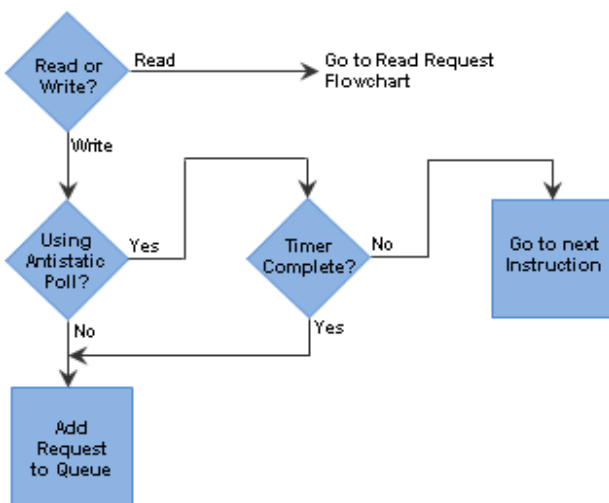 Read or
Write?
Read
Go to Read Request
Flowchart
Write
Using
Antistatic
Poll?
Yes
Timer
Complete?
No
Go to next
Instruction
No
Yes
Add
Request
to Queue